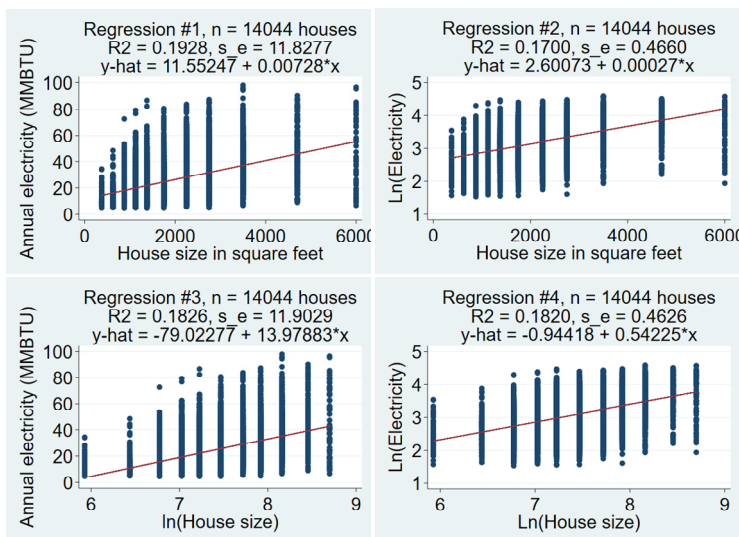 Regression #1, n = 14044 houses
R2 = 0.1928, s_e = 11.8277
y-hat = 11.55247 + 0.00728*x
Annual electricity (MMBTU)
100
80
60
40
20
0
0 2000 4000 6000
House size in square feet
Regression #2, n = 14044 houses
R2 = 0.1700, s_e = 0.4660
y-hat = 2.60073 + 0.00027*x
Ln(Electricity)
5
4
3
2
1
0 2000 4000 6000
House size in square feet
Regression #3, n = 14044 houses
R2 = 0.1826, s_e = 11.9029
y-hat = -79.02277 + 13.97883*x
Annual electricity (MMBTU)
100
80
60
40
20
0
6 7 8 9
ln(House size)
Regression #4, n = 14044 houses
R2 = 0.1820, s_e = 0.4626
y-hat = -0.94418 + 0.54225*x
Ln(Electricity)
5
4
3
2
1
6 7 8 9
Ln(House size)